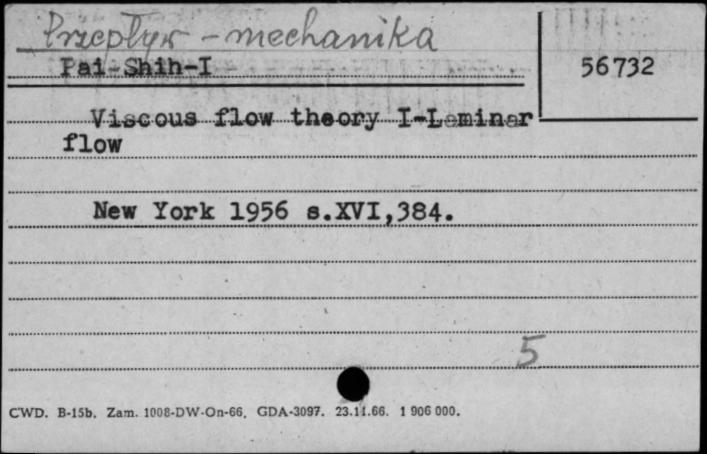 Przepływ - mechanika
Pai-Shih-I
56732
Viscous flow theory I-Laminar
flow
New York 1956 s.XVI,384.
5
CWD. B-15b. Zam. 1008-DW-On-66. GDA-3097. 23.11.66. 1 906 000.